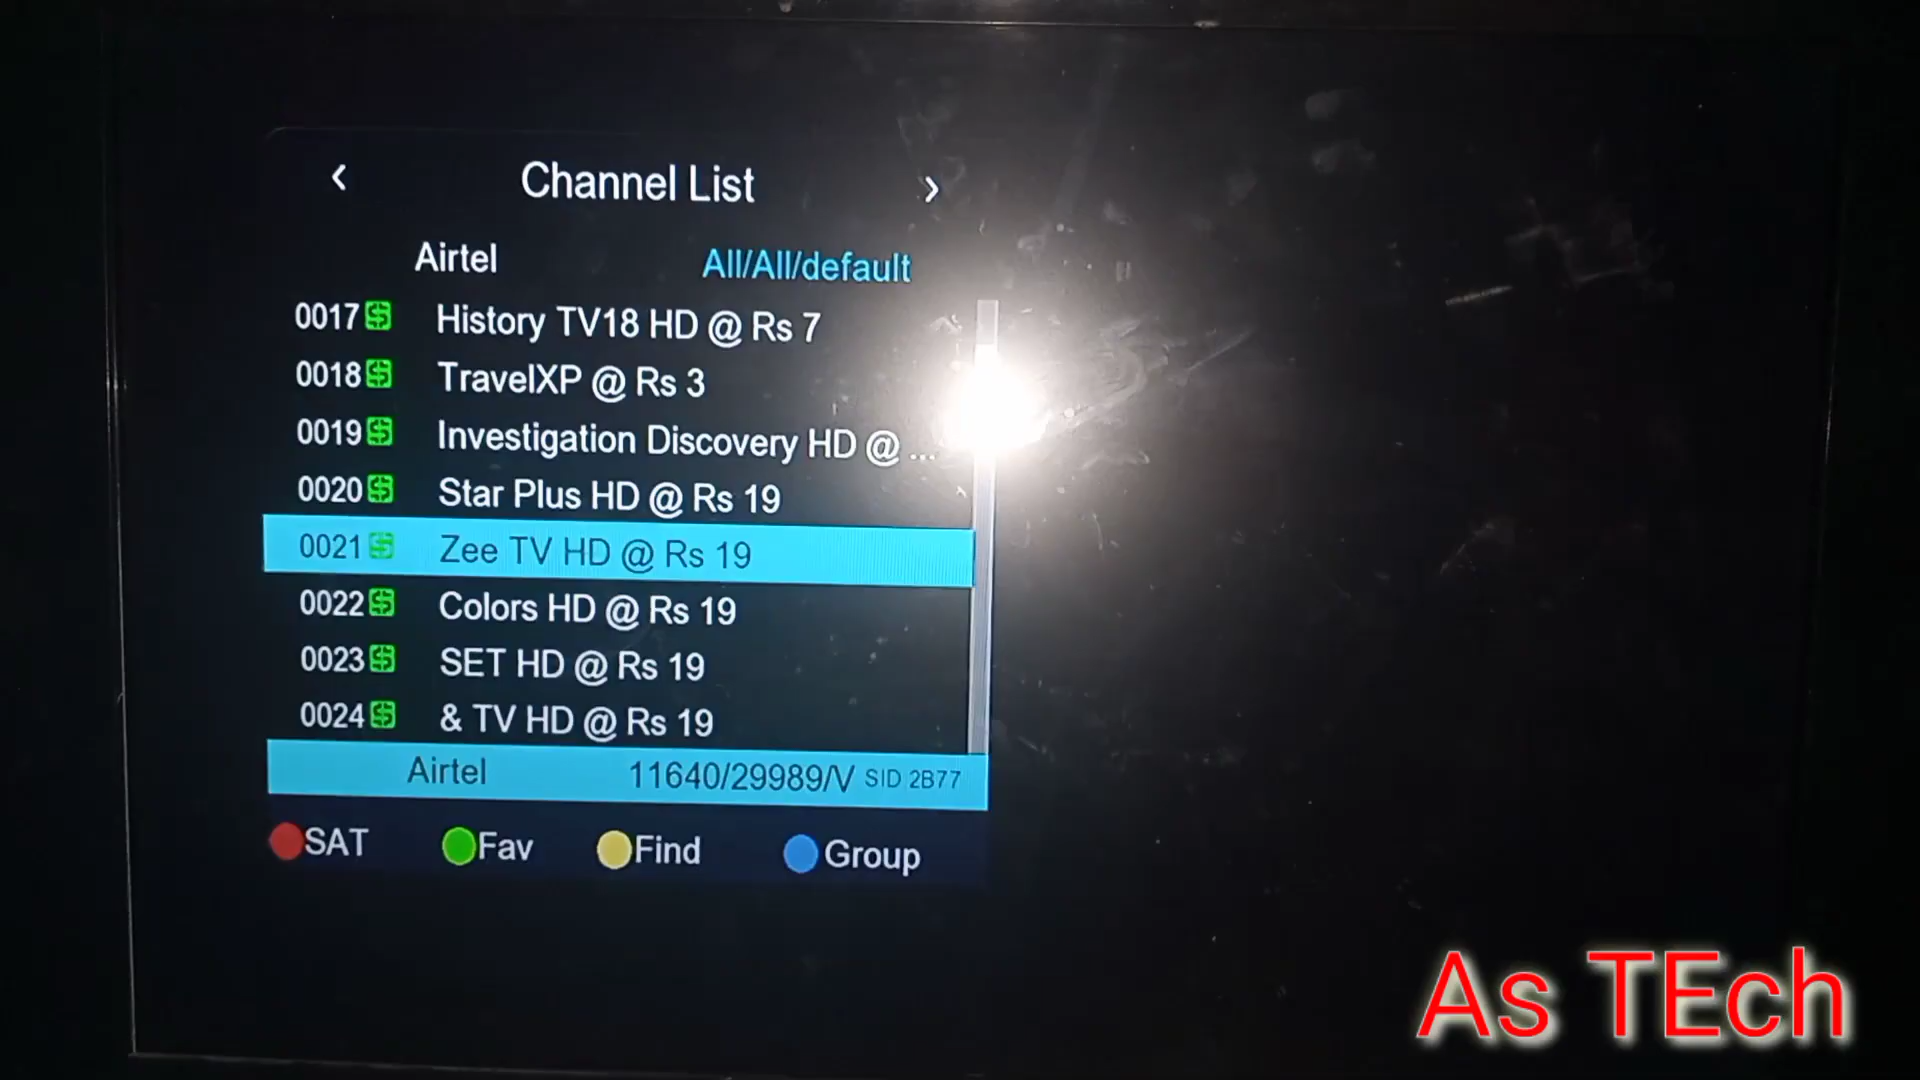 ‹ Channel List ›
Airtel All/All/default
0017 $ History TV18 HD @ Rs 7
0018 $ TravelXP @ Rs 3
0019 $ Investigation Discovery HD @ ...
0020 $ Star Plus HD @ Rs 19
0021 $ Zee TV HD @ Rs 19
0022 $ Colors HD @ Rs 19
0023 $ SET HD @ Rs 19
0024 $ & TV HD @ Rs 19
Airtel 11640/29989/V SID 2B77
SAT Fav Find Group
As TEch